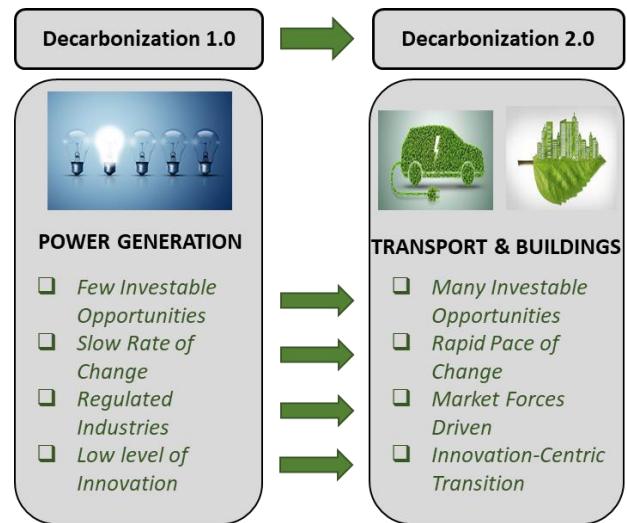 Decarbonization 1.0
Decarbonization 2.0
POWER GENERATION
Few Investable
Opportunities
Slow Rate of
Change
Regulated
Industries
Low level of
Innovation
TRANSPORT & BUILDINGS
Many Investable
Opportunities
Rapid Pace of
Change
Market Forces
Driven
Innovation-Centric
Transition